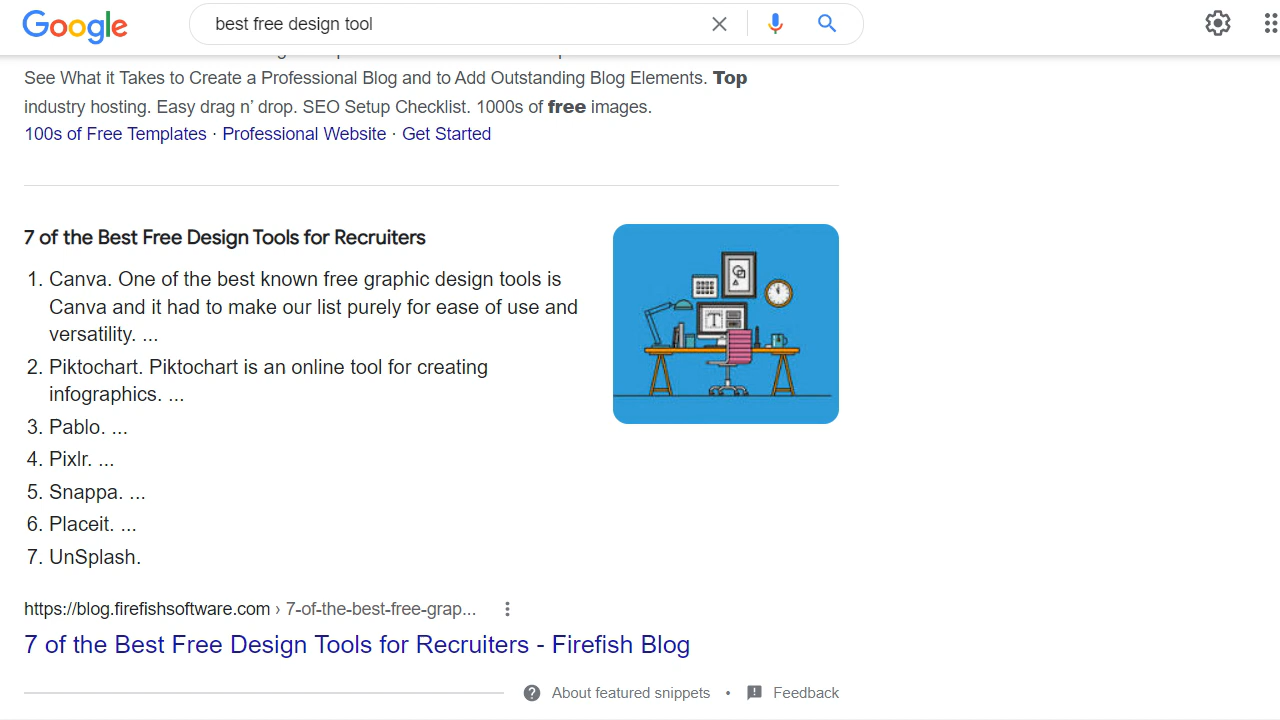 Google
best free design tool
See What it Takes to Create a Professional Blog and to Add Outstanding Blog Elements. Top
industry hosting. Easy drag n’ drop. SEO Setup Checklist. 1000s of free images.
100s of Free Templates · Professional Website · Get Started
7 of the Best Free Design Tools for Recruiters
1. Canva. One of the best known free graphic design tools is
Canva and it had to make our list purely for ease of use and
versatility. ...
2. Piktochart. Piktochart is an online tool for creating
infographics. ...
3. Pablo. ...
4. Pixlr. ...
5. Snappa. ...
6. Placeit. ...
7. UnSplash.
https://blog.firefishsoftware.com › 7-of-the-best-free-grap...
7 of the Best Free Design Tools for Recruiters - Firefish Blog
About featured snippets • Feedback